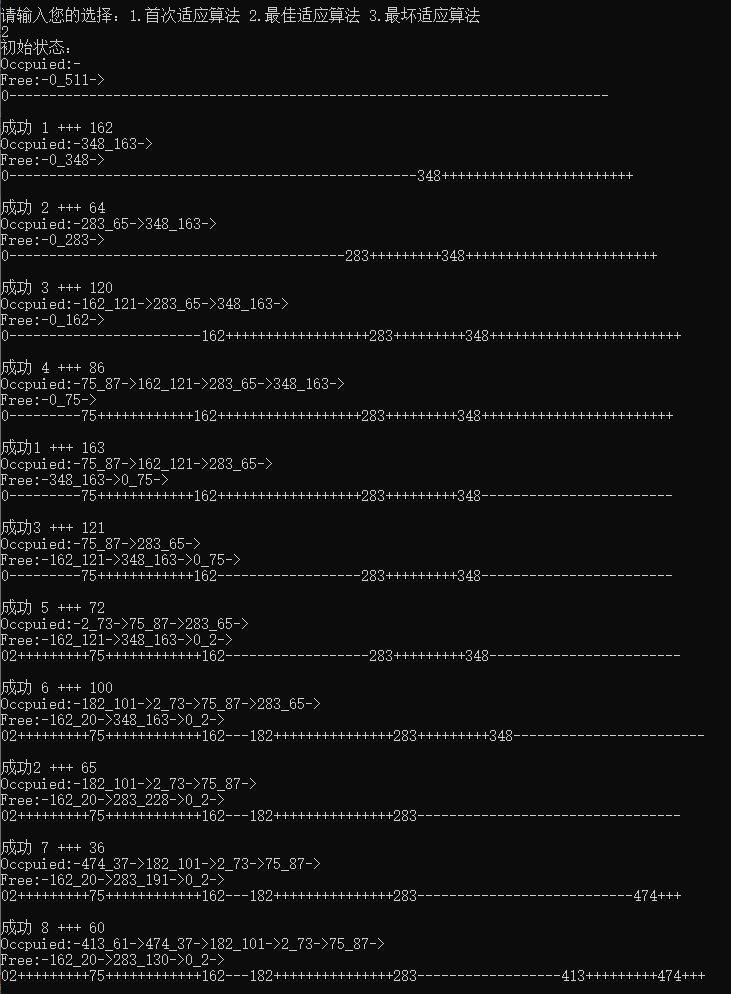 请输入您的选择：1.首次适应算法 2.最佳适应算法 3.最坏适应算法
2
初始状态：
Occpuied:-
Free:-0_511->
0---------------------------------------------------------------------------
成功 1 +++ 162
Occpuied:-348_163->
Free:-0_348->
0---------------------------------------------------348++++++++++++++++++++++++
成功 2 +++ 64
Occpuied:-283_65->348_163->
Free:-0_283->
0------------------------------------------283+++++++++348++++++++++++++++++++++++
成功 3 +++ 120
Occpuied:-162_121->283_65->348_163->
Free:-0_162->
0------------------------162++++++++++++++++++283+++++++++348++++++++++++++++++++++++
成功 4 +++ 86
Occpuied:-75_87->162_121->283_65->348_163->
Free:-0_75->
0---------75++++++++++++162++++++++++++++++++283+++++++++348++++++++++++++++++++++++
成功1 +++ 163
Occpuied:-75_87->162_121->283_65->
Free:-348_163->0_75->
0---------75++++++++++++162++++++++++++++++++283+++++++++348------------------------
成功3 +++ 121
Occpuied:-75_87->283_65->
Free:-162_121->348_163->0_75->
0---------75++++++++++++162------------------283+++++++++348------------------------
成功 5 +++ 72
Occpuied:-2_73->75_87->283_65->
Free:-162_121->348_163->0_2->
02+++++++++75++++++++++++162------------------283+++++++++348------------------------
成功 6 +++ 100
Occpuied:-182_101->2_73->75_87->283_65->
Free:-162_20->348_163->0_2->
02+++++++++75++++++++++++162---182+++++++++++++++283+++++++++348------------------------
成功2 +++ 65
Occpuied:-182_101->2_73->75_87->
Free:-162_20->283_228->0_2->
02+++++++++75++++++++++++162---182+++++++++++++++283---------------------------------
成功 7 +++ 36
Occpuied:-474_37->182_101->2_73->75_87->
Free:-162_20->283_191->0_2->
02+++++++++75++++++++++++162---182+++++++++++++++283---------------------------474+++
成功 8 +++ 60
Occpuied:-413_61->474_37->182_101->2_73->75_87->
Free:-162_20->283_130->0_2->
02+++++++++75++++++++++++162---182+++++++++++++++283------------------413+++++++++474+++